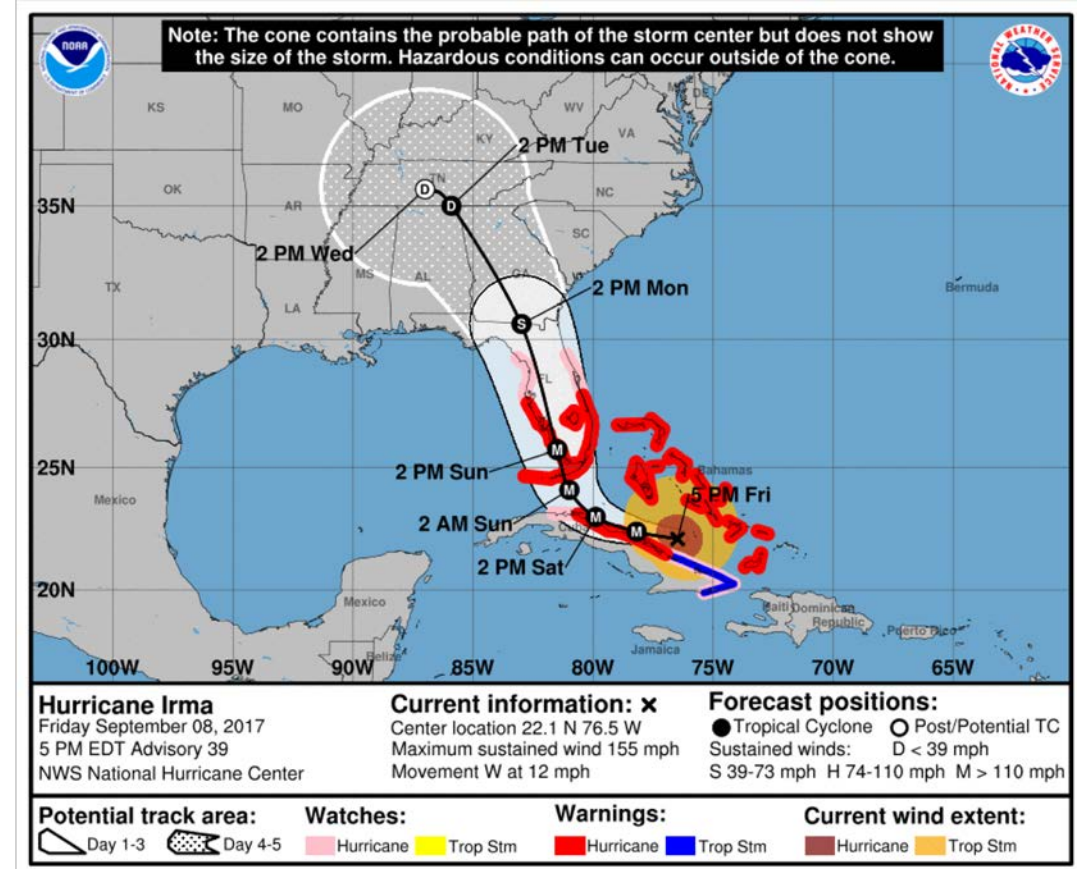 Note: The cone contains the probable path of the storm center but does not show
the size of the storm. Hazardous conditions can occur outside of the cone.
NOAA
NATIONAL WEATHER SERVICE
KS
MO
WV
KY
VA
DE
2 PM Tue
OK
AR
TN
NC
35N
D
D
SC
2 PM Wed
MS
AL
GA
TX
LA
2 PM Mon
Bermuda
S
30N
FL
M
2 PM Sun
25N
Bahamas
Mexico
M
5 PM Fri
2 AM Sun
Cuba
M
M
2 PM Sat
20N
Mexico
Haiti
Dominican
Republic
Puerto Rico
Jamaica
Belize
100W
95W
90W
85W
80W
75W
70W
65W
Hurricane Irma
Friday September 08, 2017
5 PM EDT Advisory 39
NWS National Hurricane Center
Current information: ×
Center location 22.1 N 76.5 W
Maximum sustained wind 155 mph
Movement W at 12 mph
Forecast positions:
Tropical Cyclone Post/Potential TC
Sustained winds: D < 39 mph
S 39-73 mph H 74-110 mph M > 110 mph
Potential track area:
Day 1-3 Day 4-5
Watches:
Hurricane Trop Stm
Warnings:
Hurricane Trop Stm
Current wind extent:
Hurricane Trop Stm